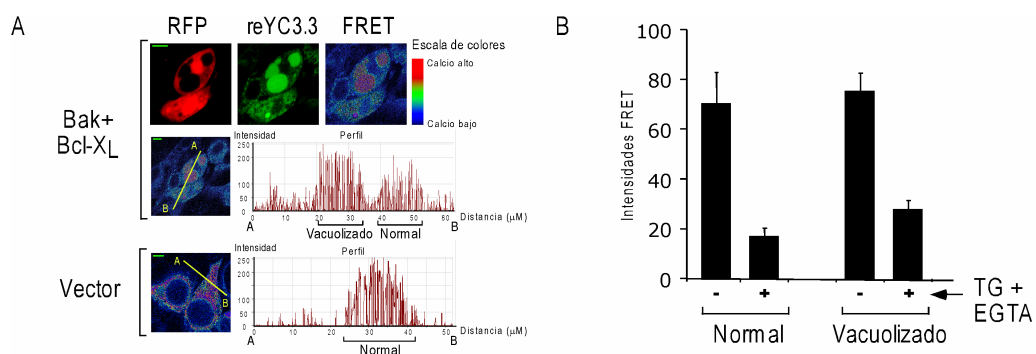 A
RFP reYC3.3 FRET
Escala de colores
Calcio alto
Calcio bajo
Bak+
Bcl-XL
A
B
Intensidad
Perfil
250
200
150
100
50
0
0 10 20 30 40 50 60
Distancia (µM)
A
Vacuolizado
Normal
B
Vector
A
B
Intensidad
Perfil
250
200
150
100
50
0
0 10 20 30 40 50
Distancia (µM)
A
Normal
B
B
Intensidades FRET
100
80
60
40
20
0
- + - +
TG +
EGTA
Normal
Vacuolizado